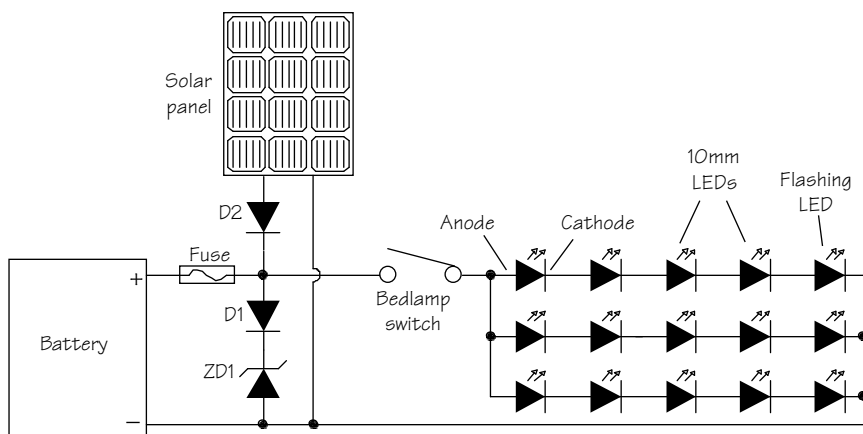 Solar
panel
10mm
LEDs
Flashing
LED
D2
Anode
Cathode
Fuse
+
Bedlamp
switch
D1
Battery
ZD1
−